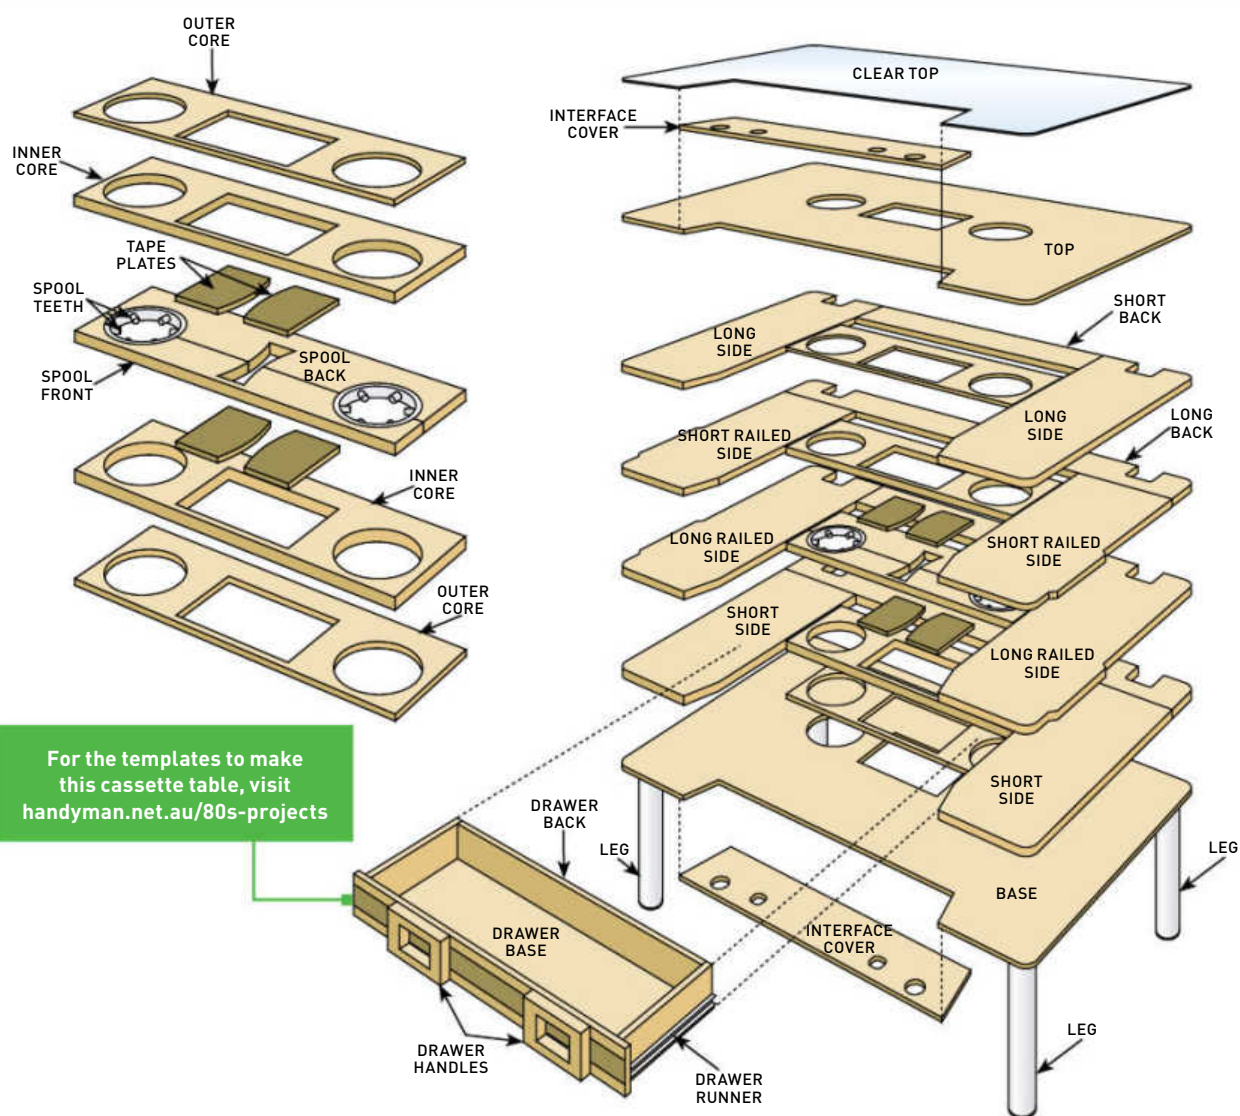 OUTER
CORE
INNER
CORE
TAPE
PLATES
SPOOL
TEETH
SPOOL
FRONT
SPOOL
BACK
INNER
CORE
OUTER
CORE
CLEAR TOP
INTERFACE
COVER
TOP
SHORT
BACK
LONG
SIDE
LONG
SIDE
LONG
BACK
SHORT RAILED
SIDE
SHORT RAILED
SIDE
LONG RAILED
SIDE
LONG RAILED
SIDE
SHORT
SIDE
SHORT
SIDE
For the templates to make
this cassette table, visit
handyman.net.au/80s-projects
DRAWER
BACK
LEG
LEG
BASE
DRAWER
BASE
INTERFACE
COVER
LEG
DRAWER
HANDLES
DRAWER
RUNNER